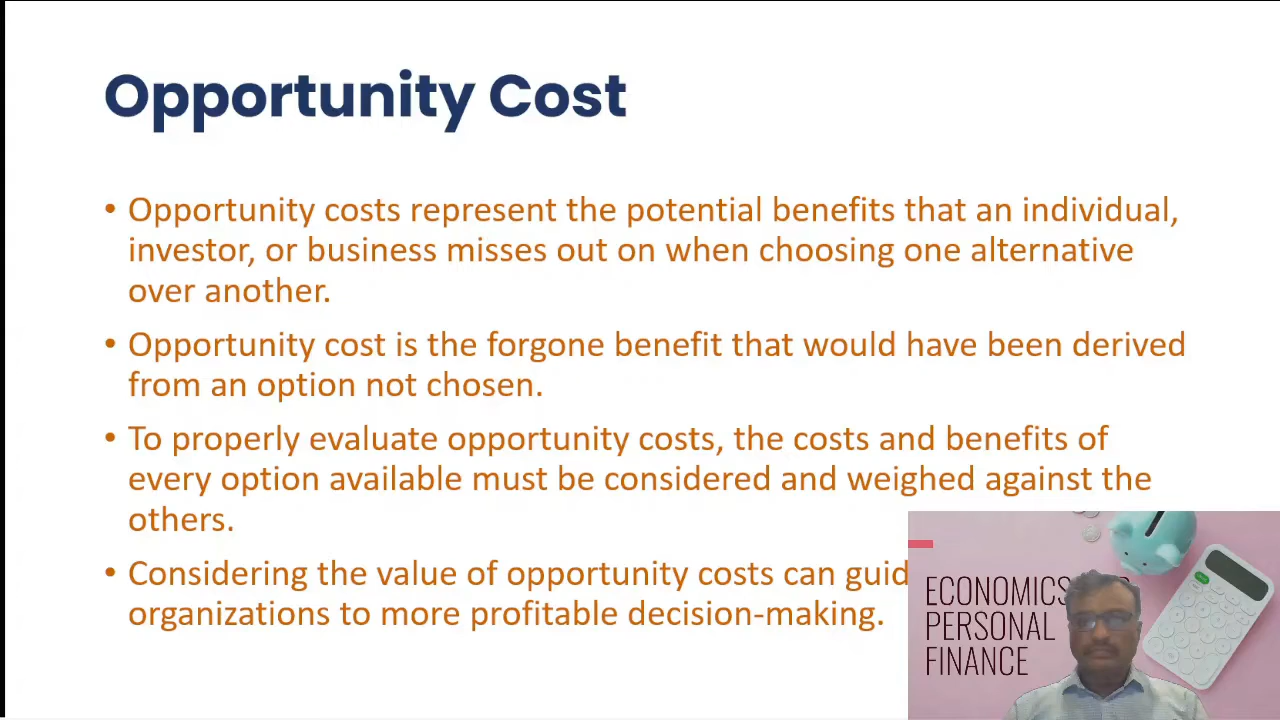 Opportunity Cost
• Opportunity costs represent the potential benefits that an individual,
investor, or business misses out on when choosing one alternative
over another.
• Opportunity cost is the forgone benefit that would have been derived
from an option not chosen.
• To properly evaluate opportunity costs, the costs and benefits of
every option available must be considered and weighed against the
others.
• Considering the value of opportunity costs can guid
organizations to more profitable decision-making.
ECONOMICS
PERSONAL
FINANCE